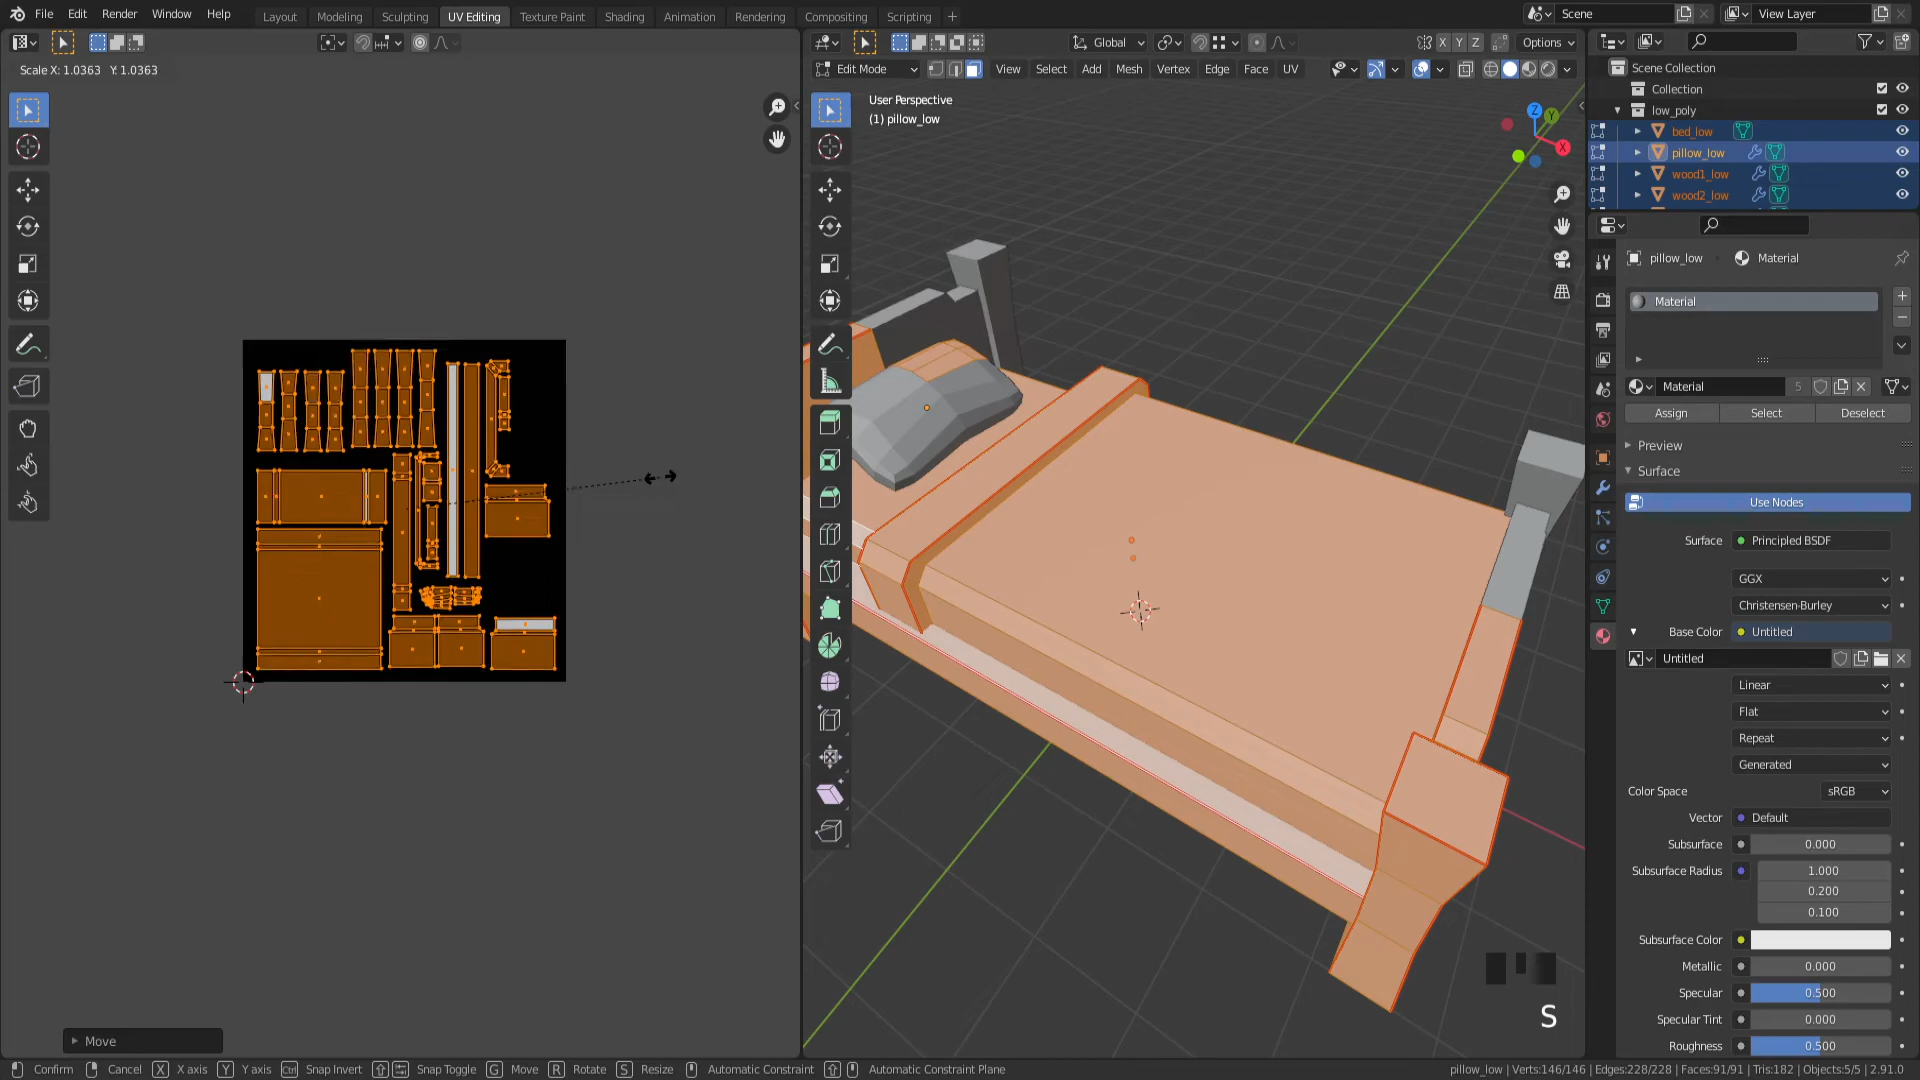 File Edit Render Window Help Layout Modeling Sculpting UV Editing Texture Paint Shading Animation Rendering Compositing Scripting + Scene View Layer
Scale X: 1.0363 Y: 1.0363
Global X Y Z Options
Edit Mode View Select Add Mesh Vertex Edge Face UV
User Perspective
(1) pillow_low
Z Y X
Scene Collection
Collection
low_poly
bed_low
pillow_low
wood1_low
wood2_low
pillow_low Material
Material
Material 5
Assign Select Deselect
Preview
Surface
Use Nodes
Surface Principled BSDF
GGX
Christensen-Burley
Base Color Untitled
Untitled
Linear
Flat
Repeat
Generated
Color Space sRGB
Vector Default
Subsurface 0.000
Subsurface Radius 1.000
0.200
0.100
Subsurface Color
Metallic 0.000
Specular 0.500
Specular Tint 0.000
Roughness 0.500
S
Move
Confirm Cancel X X axis Y Y axis Ctrl Snap Invert Snap Toggle G Move R Rotate S Resize Automatic Constraint Automatic Constraint Plane pillow_low | Verts:146/146 | Edges:228/228 | Faces:91/91 | Tris:182 | Objects:5/5 | 2.91.0